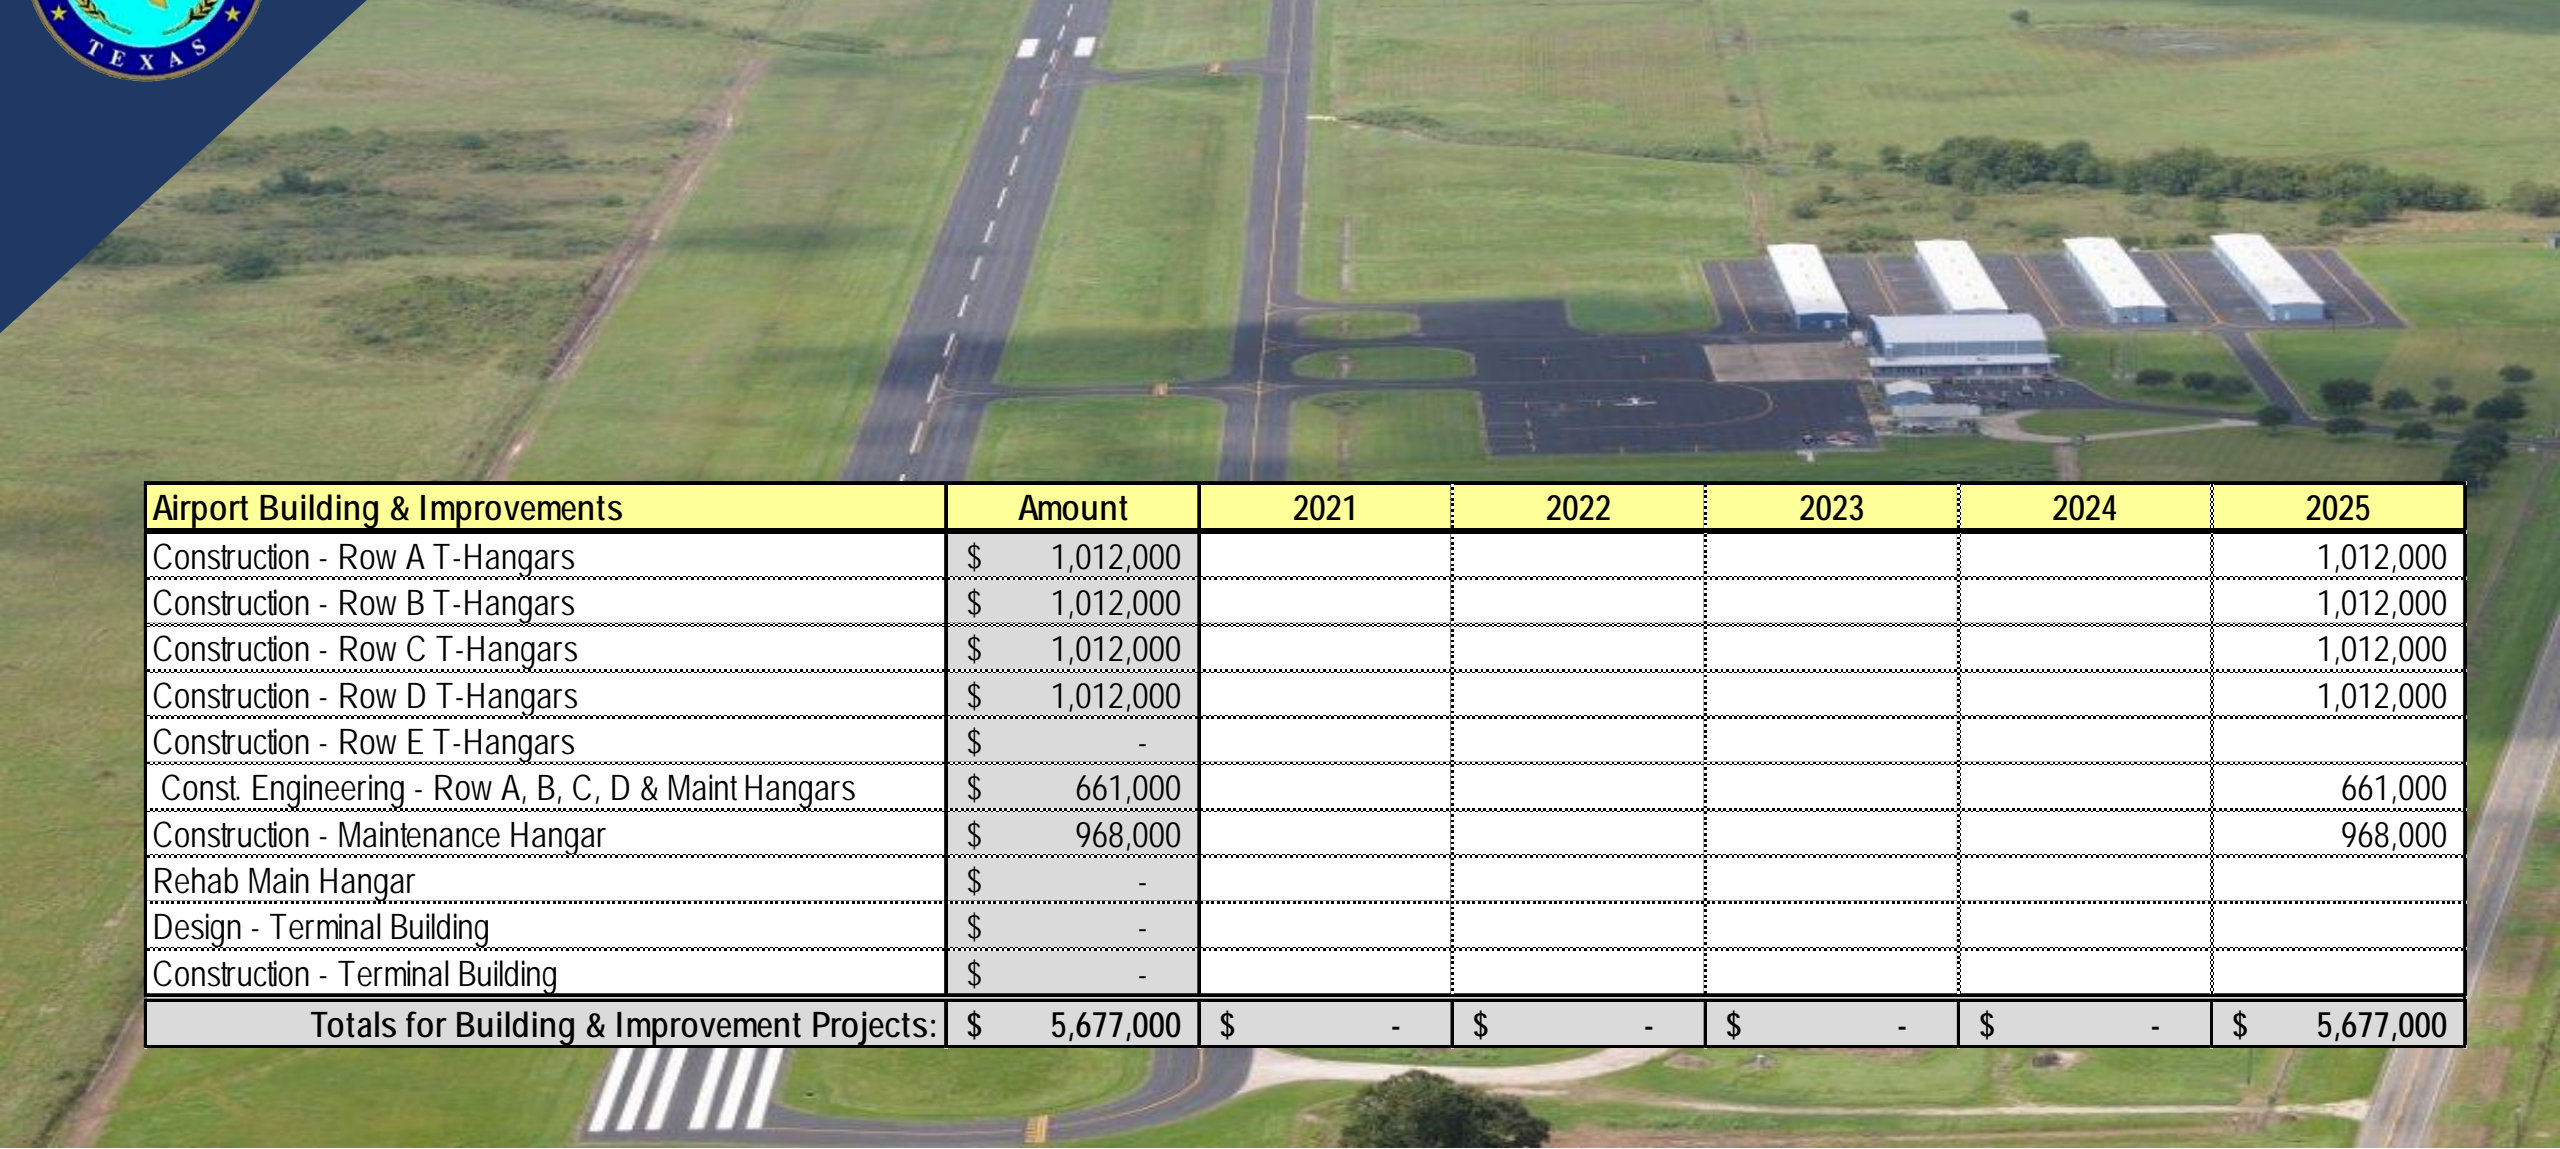 TEXAS
Airport Building & Improvements Amount 2021 2022 2023 2024 2025
Construction - Row A T-Hangars $ 1,012,000 1,012,000
Construction - Row B T-Hangars $ 1,012,000 1,012,000
Construction - Row C T-Hangars $ 1,012,000 1,012,000
Construction - Row D T-Hangars $ 1,012,000 1,012,000
Construction - Row E T-Hangars $ -
Const. Engineering - Row A, B, C, D & Maint Hangars $ 661,000 661,000
Construction - Maintenance Hangar $ 968,000 968,000
Rehab Main Hangar $ -
Design - Terminal Building $ -
Construction - Terminal Building $ -
Totals for Building & Improvement Projects: $ 5,677,000 $ - $ - $ - $ - $ 5,677,000